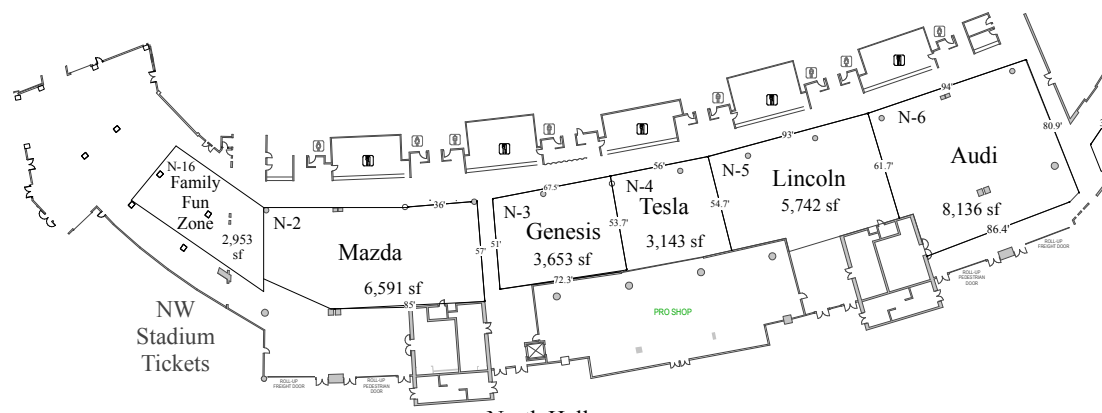 N-16
Family
Fun
Zone
2,953
sf
N-2
Mazda
6,591 sf
36'
57'
85'
N-3
Genesis
3,653 sf
67.5'
51'
53.7'
72.3'
N-4
Tesla
3,143 sf
56'
54.7'
N-5
Lincoln
5,742 sf
93'
61.7'
N-6
Audi
8,136 sf
94'
80.9'
86.4'
NW
Stadium
Tickets
PRO SHOP
ROLL-UP
FREIGHT DOOR
ROLL-UP
PEDESTRIAN
DOOR
ROLL-UP
PEDESTRIAN
DOOR
ROLL-UP
FREIGHT DOOR